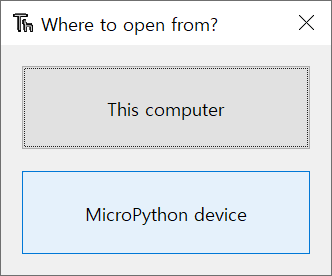 Where to open from?
This computer
MicroPython device